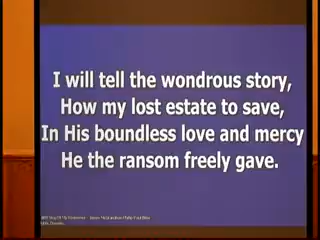 I will tell the wondrous story,
How my lost estate to save,
In His boundless love and mercy
He the ransom freely gave.